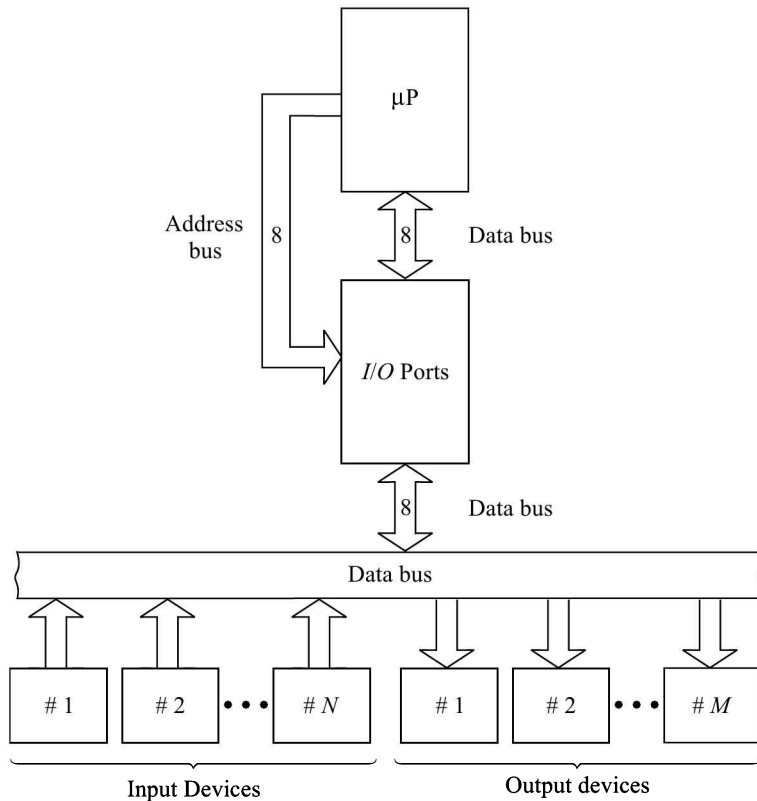 μP
Address
bus
8
8
Data bus
I/O Ports
8
Data bus
Data bus
# 1
# 2
# N
# 1
# 2
# M
Input Devices
Output devices